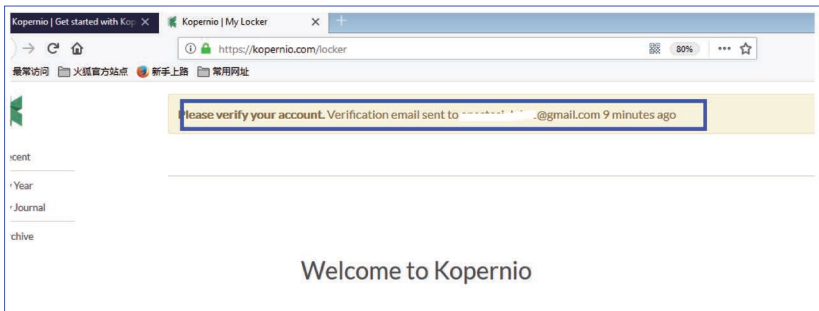 Kopernio | Get started with Kop
Kopernio | My Locker
https://kopernio.com/locker
80%
最常访问 火狐官方站点 新手上路 常用网址
Please verify your account. Verification email sent to @gmail.com 9 minutes ago
ecent
Year
Journal
chive
Welcome to Kopernio